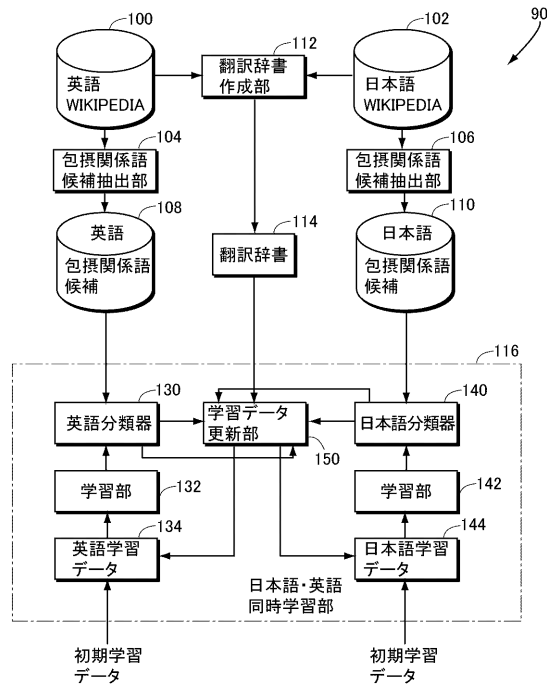 90
100
102
112
英語
WIKIPEDIA
翻訳辞書
作成部
日本語
WIKIPEDIA
104
106
包摂関係語
候補抽出部
包摂関係語
候補抽出部
108
110
114
英語
包摂関係語
候補
翻訳辞書
日本語
包摂関係語
候補
116
130
140
英語分類器
学習データ
更新部
日本語分類器
150
132
142
学習部
学習部
134
144
英語学習
データ
日本語学習
データ
日本語・英語
同時学習部
初期学習
データ
初期学習
データ